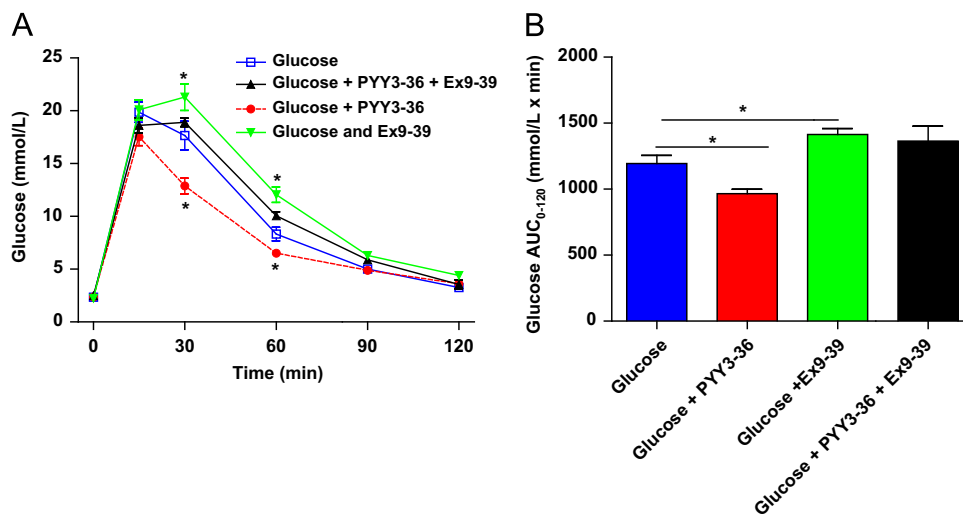 A
25
20
15
10
5
0
Glucose (mmol/L)
0 30 60 90 120
Time (min)
Glucose
Glucose + PYY3-36 + Ex9-39
Glucose + PYY3-36
Glucose and Ex9-39
*
*
*
*
B
2000
1500
1000
500
0
Glucose AUC0-120 (mmol/L x min)
*
*
Glucose
Glucose + PYY3-36
Glucose +Ex9-39
Glucose + PYY3-36 + Ex9-39